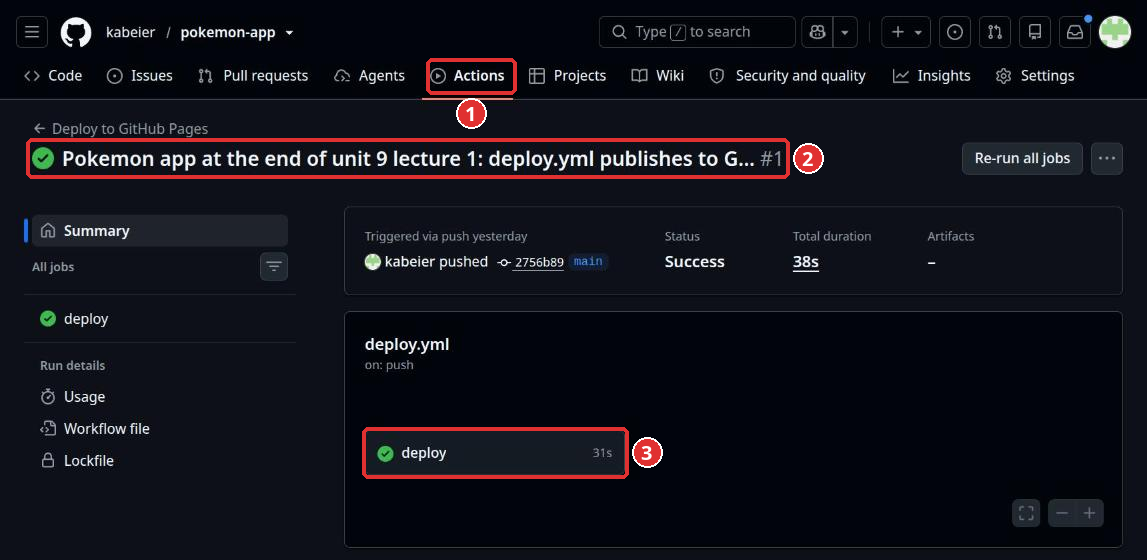 kabeier / pokemon-app
Type / to search
Code Issues Pull requests Agents Actions Projects Wiki Security and quality Insights Settings
1
Deploy to GitHub Pages
Pokemon app at the end of unit 9 lecture 1: deploy.yml publishes to G... #1
2
Re-run all jobs
Summary
All jobs
deploy
Run details
Usage
Workflow file
Lockfile
Triggered via push yesterday
kabeier pushed 2756b89 main
Status
Success
Total duration
38s
Artifacts
–
deploy.yml
on: push
deploy 31s
3